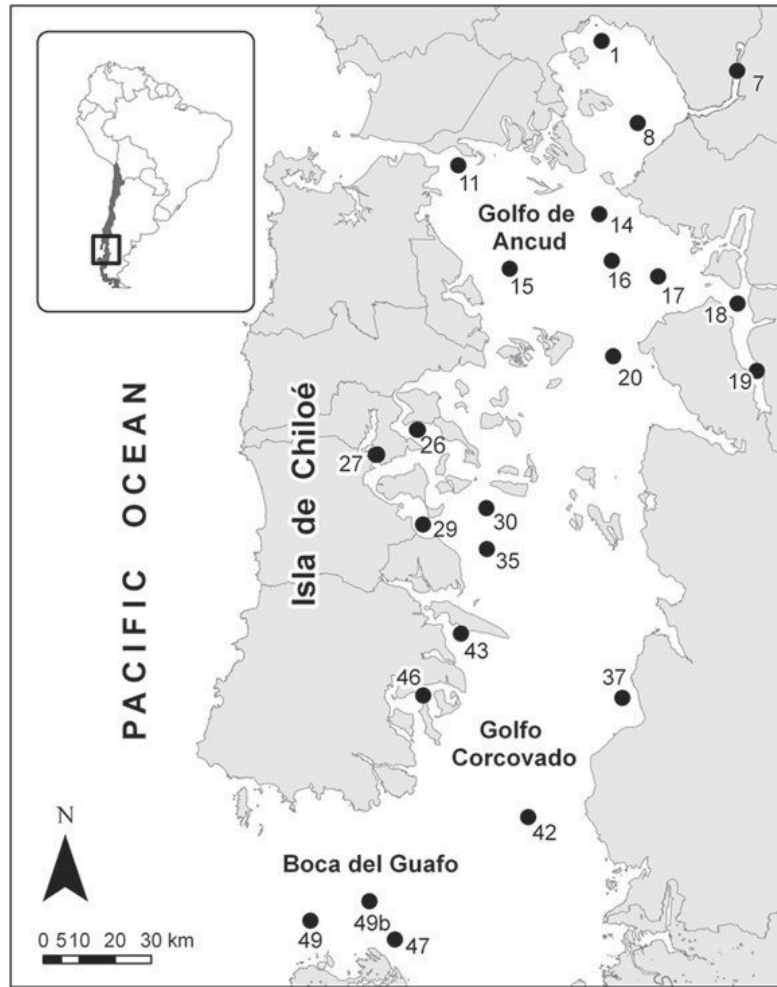 1
7
8
11
Golfo de
Ancud
14
15
16
17
18
19
20
PACIFIC OCEAN
Isla de Chiloé
26
27
29
30
35
43
46
37
Golfo
Corcovado
42
N
Boca del Guafo
49
49b
47
0 510 20 30 km